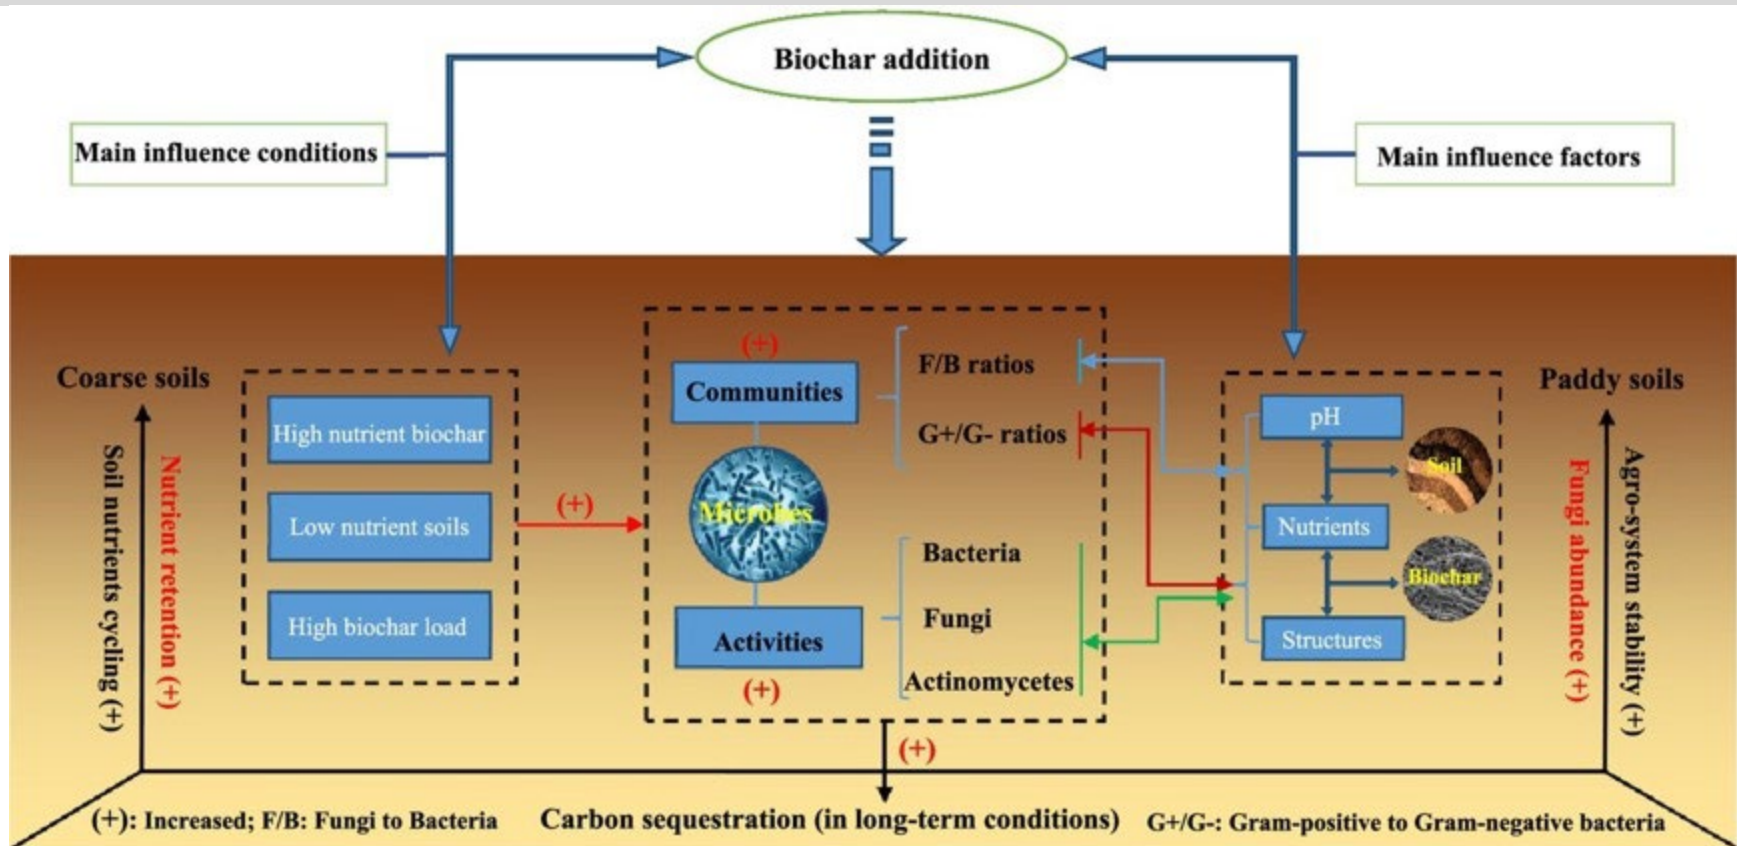 Biochar addition
Main influence conditions
Main influence factors
Coarse soils
Soil nutrients cycling (+)
Nutrient retention (+)
High nutrient biochar
Low nutrient soils
High biochar load
(+)
(+)
Communities
Microbes
Activities
(+)
F/B ratios
G+/G- ratios
Bacteria
Fungi
Actinomycetes
pH
Nutrients
Structures
Soil
Biochar
Paddy soils
Fungi abundance (+)
Agro-system stability (+)
(+)
(+): Increased; F/B: Fungi to Bacteria
Carbon sequestration (in long-term conditions)
G+/G-: Gram-positive to Gram-negative bacteria